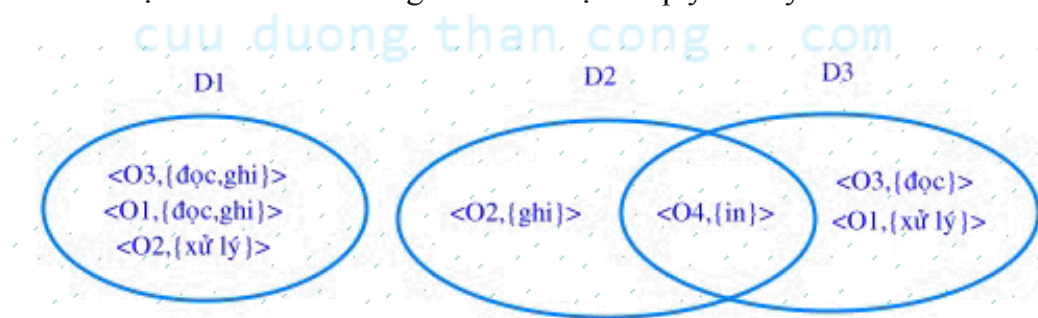 cuu duong than cong . com
D1
D2
D3
<O3,{đọc,ghi}>
<O1,{đọc,ghi}>
<O2,{xử lý}>
<O2,{ghi}>
<O4,{in}>
<O3,{đọc}>
<O1,{xử lý}>